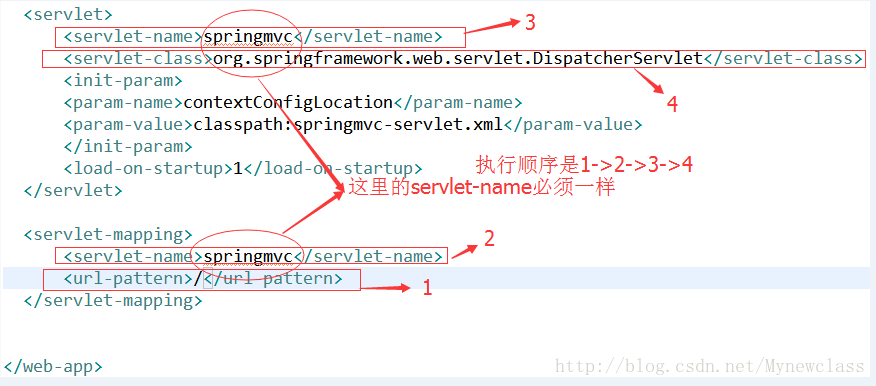 <servlet>
<servlet-name>springmvc</servlet-name>
3
<servlet-class>org.springframework.web.servlet.DispatcherServlet</servlet-class>
<init-param>
<param-name>contextConfigLocation</param-name>
4
<param-value>classpath:springmvc-servlet.xml</param-value>
</init-param>
<load-on-startup>1</load-on-startup>
执行顺序是1->2->3->4
</servlet>
这里的servlet-name必须一样
<servlet-mapping>
<servlet-name>springmvc</servlet-name>
2
<url-pattern>/</url-pattern>
1
</servlet-mapping>
</web-app>
http://blog.csdn.net/Mynewclass